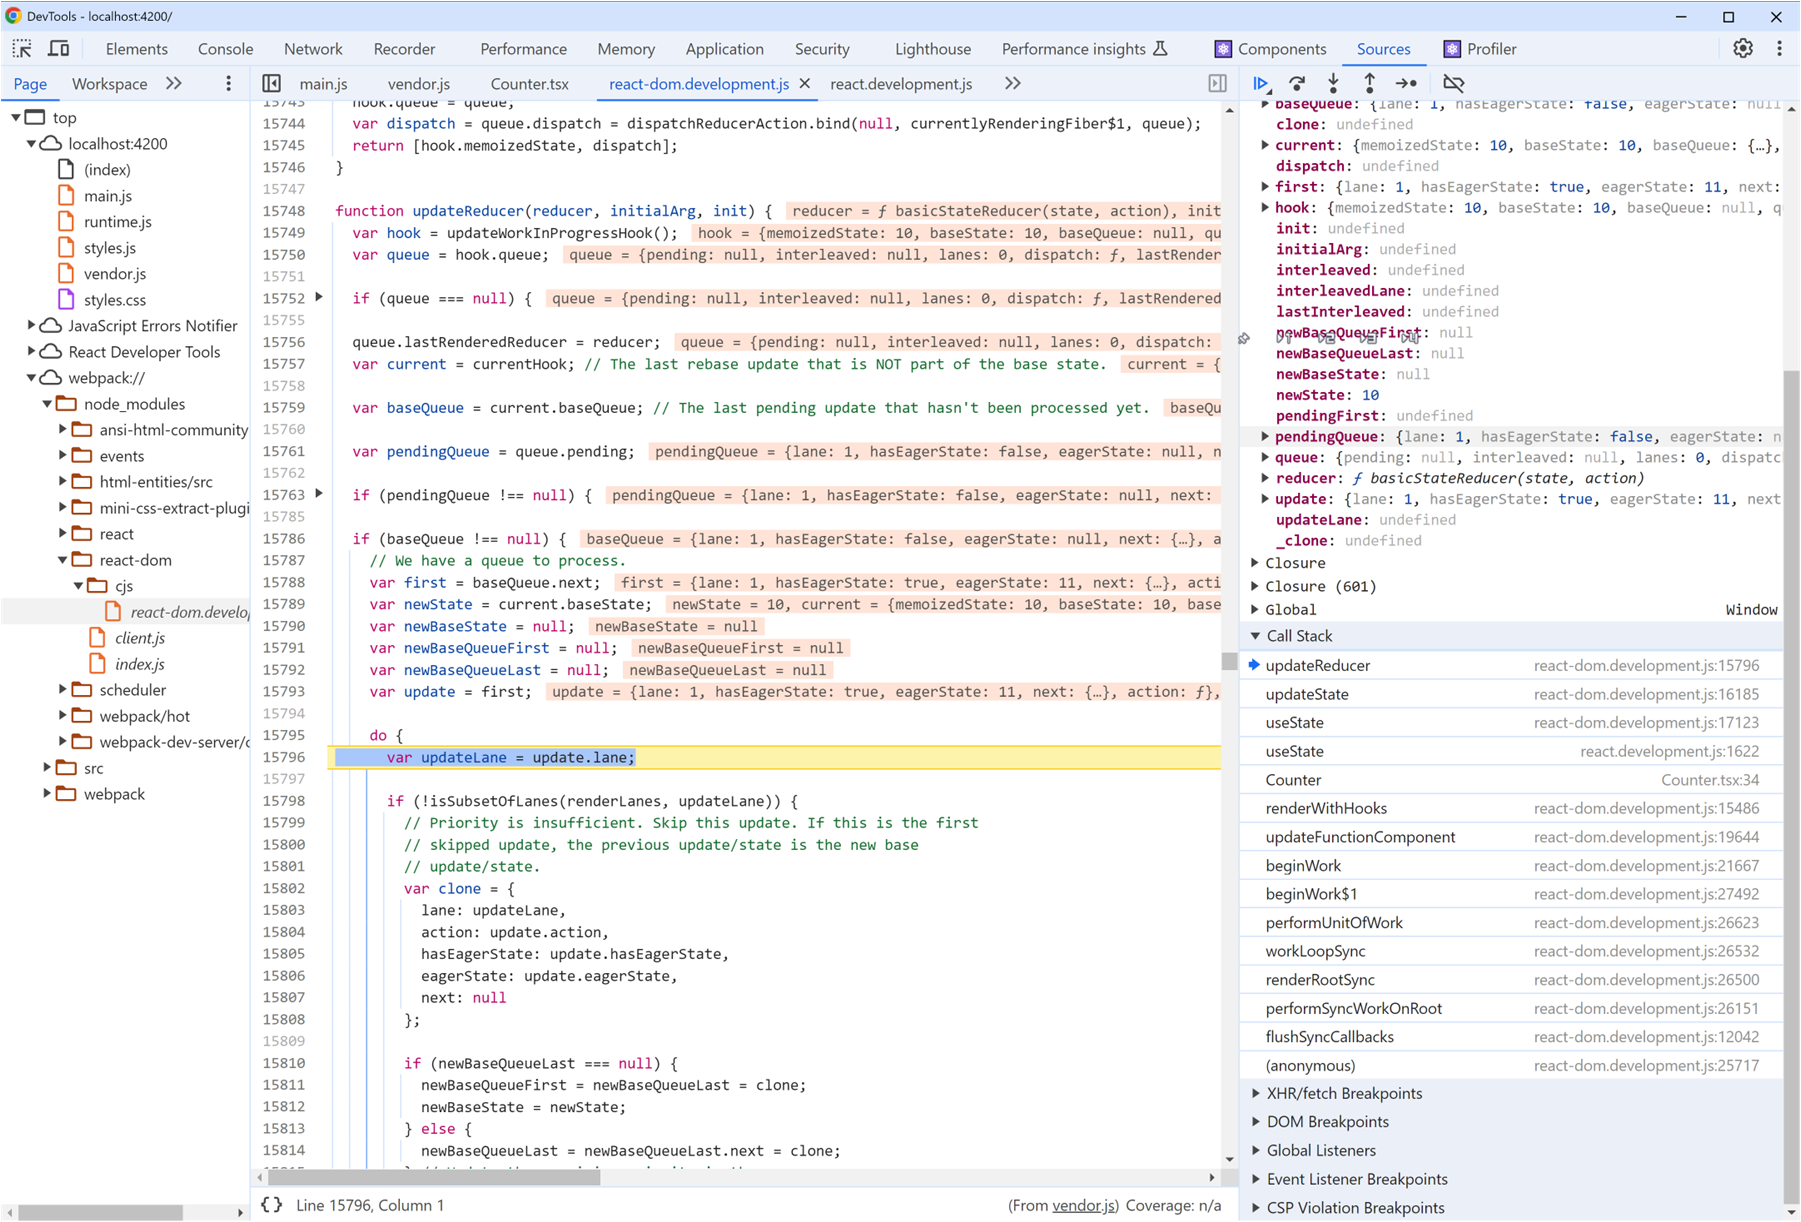 DevTools - localhost:4200/
Elements Console Network Recorder Performance Memory Application Security Lighthouse Performance insights Components Sources Profiler
Page Workspace
main.js vendor.js Counter.tsx react-dom.development.js react.development.js
top
localhost:4200
(index)
main.js
runtime.js
styles.js
vendor.js
styles.css
JavaScript Errors Notifier
React Developer Tools
webpack://
node_modules
ansi-html-community
events
html-entities/src
mini-css-extract-plugi
react
react-dom
cjs
react-dom.develo
client.js
index.js
scheduler
webpack/hot
webpack-dev-server/c
src
webpack
15743 hook.queue = queue;
15744 var dispatch = queue.dispatch = dispatchReducerAction.bind(null, currentlyRenderingFiber$1, queue);
15745 return [hook.memoizedState, dispatch];
15746 }
15747
15748 function updateReducer(reducer, initialArg, init) { reducer = ƒ basicStateReducer(state, action), init
15749 var hook = updateWorkInProgressHook(); hook = {memoizedState: 10, baseState: 10, baseQueue: null, qu
15750 var queue = hook.queue; queue = {pending: null, interleaved: null, lanes: 0, dispatch: ƒ, lastRender
15751
15752 if (queue === null) { queue = {pending: null, interleaved: null, lanes: 0, dispatch: ƒ, lastRendered
15755
15756 queue.lastRenderedReducer = reducer; queue = {pending: null, interleaved: null, lanes: 0, dispatch:
15757 var current = currentHook; // The last rebase update that is NOT part of the base state. current = {
15758
15759 var baseQueue = current.baseQueue; // The last pending update that hasn't been processed yet. baseQu
15760
15761 var pendingQueue = queue.pending; pendingQueue = {lane: 1, hasEagerState: false, eagerState: null, n
15762
15763 if (pendingQueue !== null) { pendingQueue = {lane: 1, hasEagerState: false, eagerState: null, next:
15785
15786 if (baseQueue !== null) { baseQueue = {lane: 1, hasEagerState: false, eagerState: null, next: {…}, a
15787 // We have a queue to process.
15788 var first = baseQueue.next; first = {lane: 1, hasEagerState: true, eagerState: 11, next: {…}, acti
15789 var newState = current.baseState; newState = 10, current = {memoizedState: 10, baseState: 10, base
15790 var newBaseState = null; newBaseState = null
15791 var newBaseQueueFirst = null; newBaseQueueFirst = null
15792 var newBaseQueueLast = null; newBaseQueueLast = null
15793 var update = first; update = {lane: 1, hasEagerState: true, eagerState: 11, next: {…}, action: ƒ},
15794
15795 do {
15796 var updateLane = update.lane;
15797
15798 if (!isSubsetOfLanes(renderLanes, updateLane)) {
15799 // Priority is insufficient. Skip this update. If this is the first
15800 // skipped update, the previous update/state is the new base
15801 // update/state.
15802 var clone = {
15803 lane: updateLane,
15804 action: update.action,
15805 hasEagerState: update.hasEagerState,
15806 eagerState: update.eagerState,
15807 next: null
15808 };
15809
15810 if (newBaseQueueLast === null) {
15811 newBaseQueueFirst = newBaseQueueLast = clone;
15812 newBaseState = newState;
15813 } else {
15814 newBaseQueueLast = newBaseQueueLast.next = clone;
{} Line 15796, Column 1 (From vendor.js) Coverage: n/a
baseQueue: {lane: 1, hasEagerState: false, eagerState: null
clone: undefined
current: {memoizedState: 10, baseState: 10, baseQueue: {…},
dispatch: undefined
first: {lane: 1, hasEagerState: true, eagerState: 11, next:
hook: {memoizedState: 10, baseState: 10, baseQueue: null, q
init: undefined
initialArg: undefined
interleaved: undefined
interleavedLane: undefined
lastInterleaved: undefined
newBaseQueueFirst: null
newBaseQueueLast: null
newBaseState: null
newState: 10
pendingFirst: undefined
pendingQueue: {lane: 1, hasEagerState: false, eagerState: n
queue: {pending: null, interleaved: null, lanes: 0, dispatc
reducer: ƒ basicStateReducer(state, action)
update: {lane: 1, hasEagerState: true, eagerState: 11, next
updateLane: undefined
_clone: undefined
Closure
Closure (601)
Global Window
Call Stack
updateReducer react-dom.development.js:15796
updateState react-dom.development.js:16185
useState react-dom.development.js:17123
useState react.development.js:1622
Counter Counter.tsx:34
renderWithHooks react-dom.development.js:15486
updateFunctionComponent react-dom.development.js:19644
beginWork react-dom.development.js:21667
beginWork$1 react-dom.development.js:27492
performUnitOfWork react-dom.development.js:26623
workLoopSync react-dom.development.js:26532
renderRootSync react-dom.development.js:26500
performSyncWorkOnRoot react-dom.development.js:26151
flushSyncCallbacks react-dom.development.js:12042
(anonymous) react-dom.development.js:25717
XHR/fetch Breakpoints
DOM Breakpoints
Global Listeners
Event Listener Breakpoints
CSP Violation Breakpoints